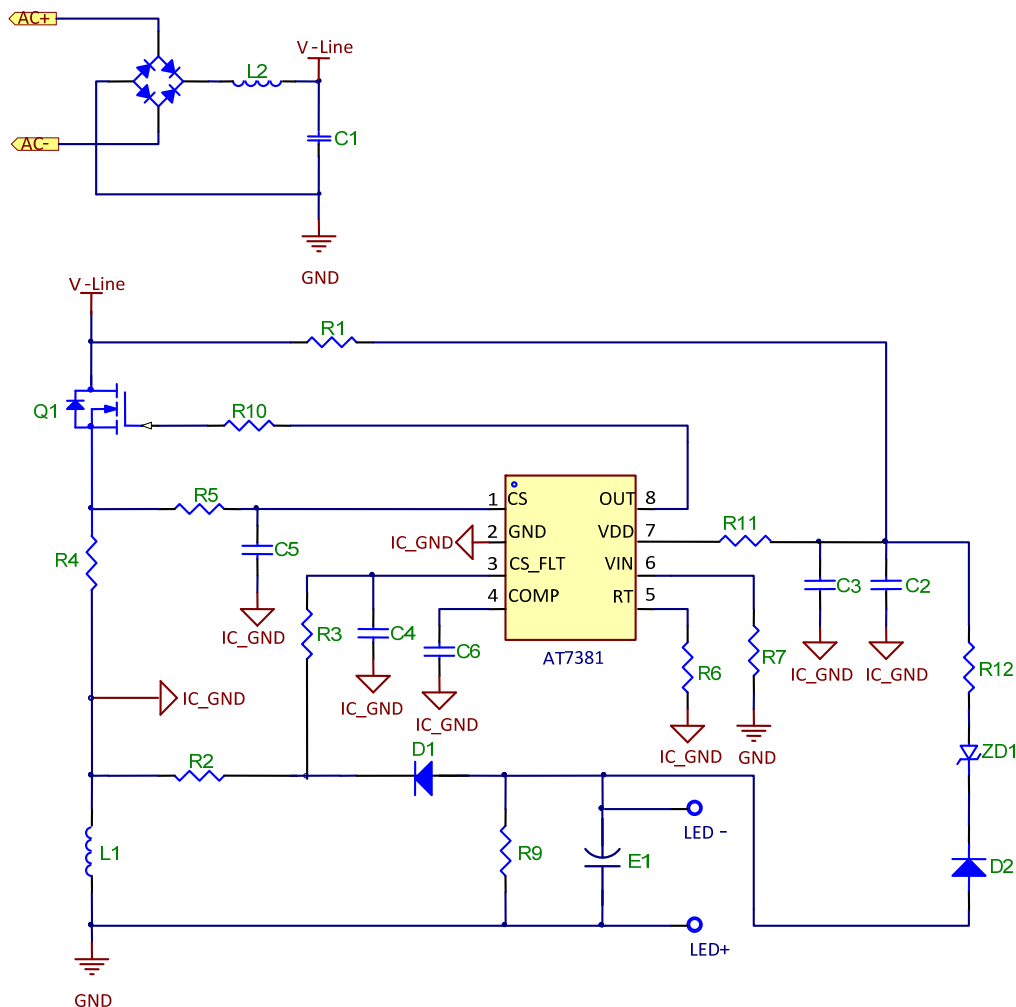 AC+
V-Line
L2
C1
AC-
GND
V-Line
R1
Q1
R10
R5
1 CS OUT 8
R11
IC_GND 2 GND VDD 7
R4
C5
3 CS_FLT VIN 6
C3
C2
4 COMP RT 5
IC_GND
R3
C4
C6
AT7381
R6
R7
IC_GND
IC_GND
R12
IC_GND
IC_GND
IC_GND
IC_GND
GND
R2
D1
ZD1
LED -
L1
R9
E1
D2
LED+
GND